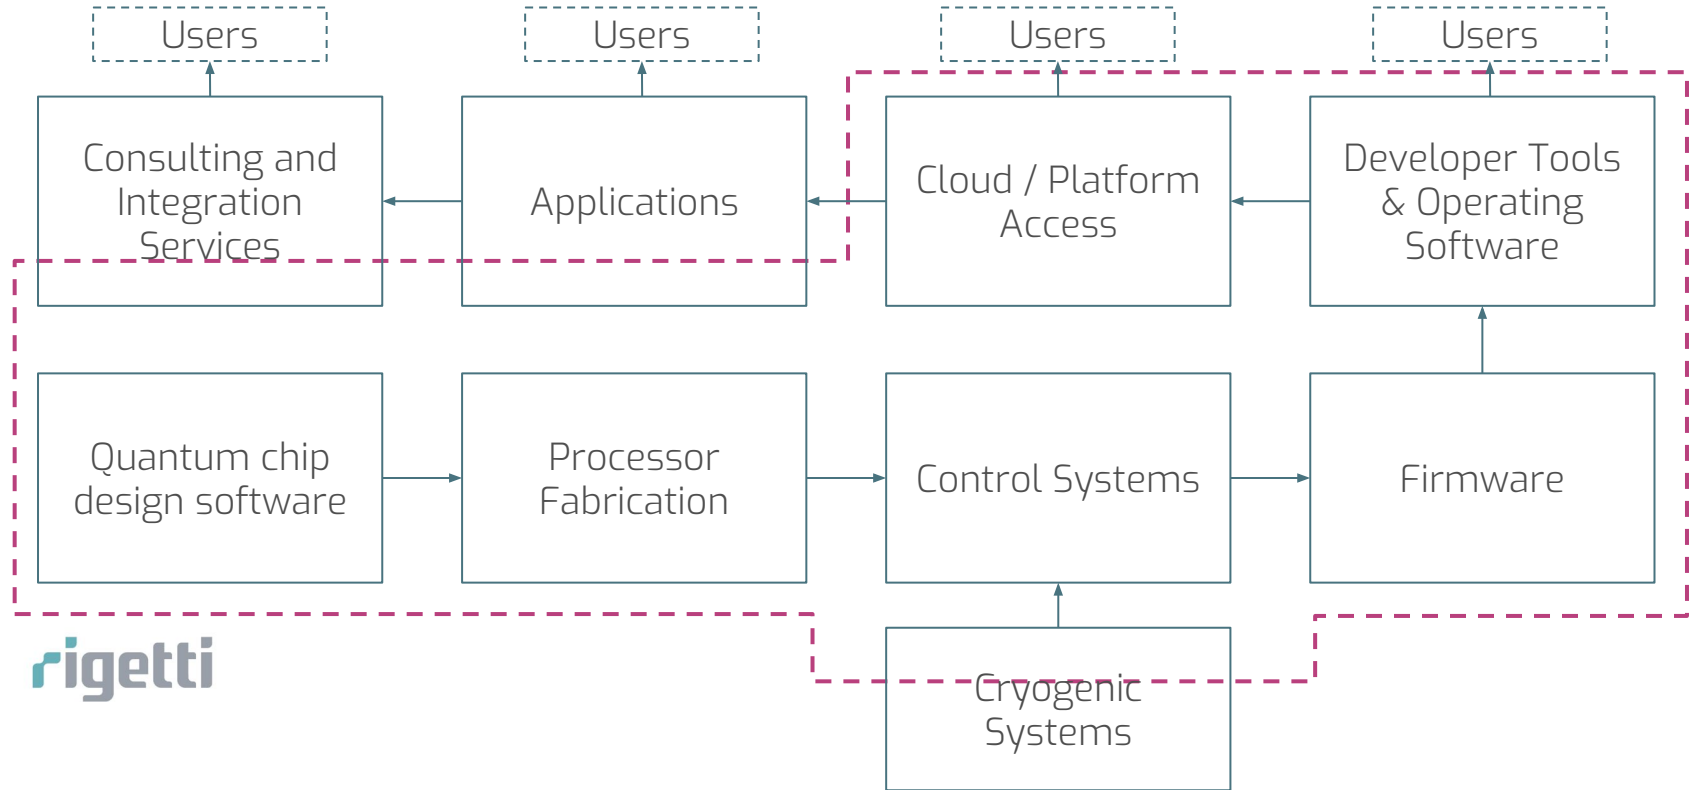 Users
Users
Users
Users
Consulting and
Integration
Services
Applications
Cloud / Platform
Access
Developer Tools
& Operating
Software
Quantum chip
design software
Processor
Fabrication
Control Systems
Firmware
rigetti
Cryogenic
Systems